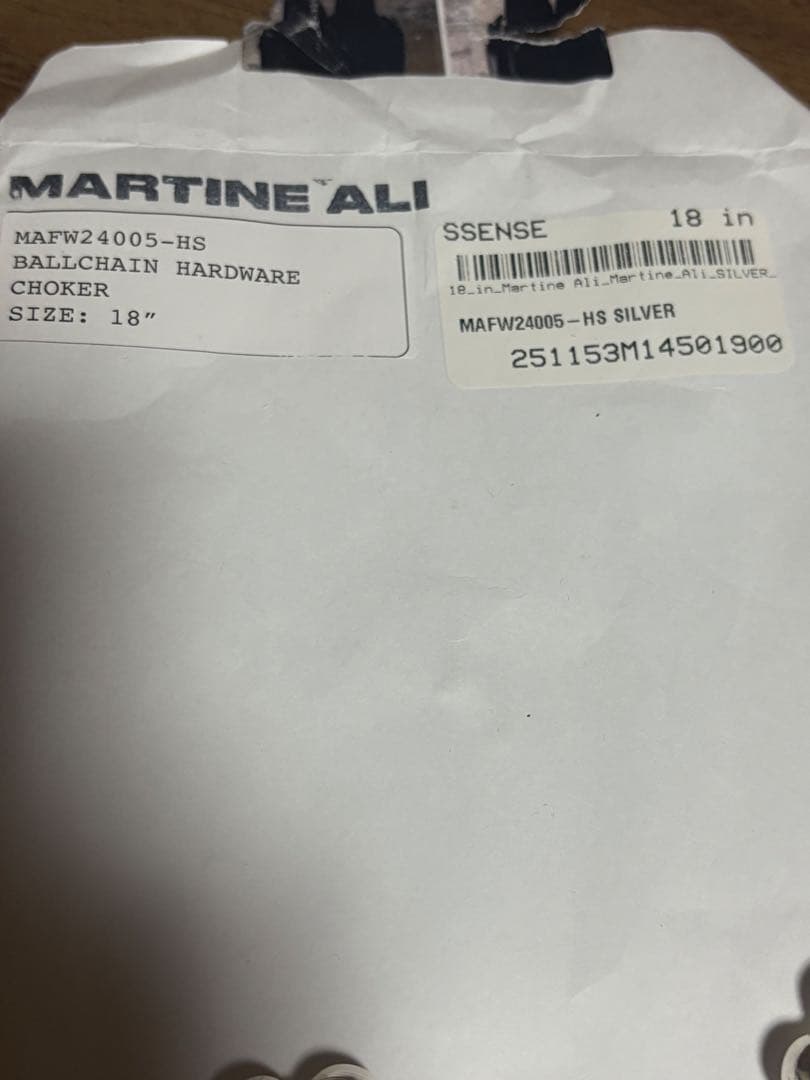 MARTINE ALI
MAFW24005-HS
BALLCHAIN HARDWARE
CHOKER
SIZE: 18"
SSENSE 18 in
18_in_Martine Ali_Martine_Ali_SILVER_
MAFW24005-HS SILVER
251153M14501900